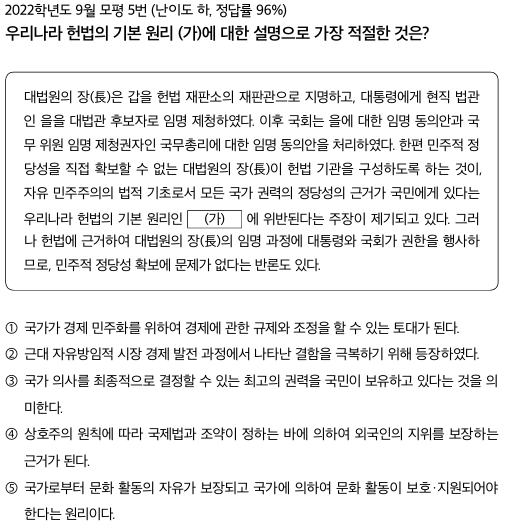 2022학년도 9월 모평 5번 (난이도 하, 정답률 96%)
우리나라 헌법의 기본 원리 (가)에 대한 설명으로 가장 적절한 것은?
대법원의 장(長)은 갑을 헌법 재판소의 재판관으로 지명하고, 대통령에게 현직 법관
인 을을 대법관 후보자로 임명 제청하였다. 이후 국회는 을에 대한 임명 동의안과 국
무 위원 임명 제청권자인 국무총리에 대한 임명 동의안을 처리하였다. 한편 민주적 정
당성을 직접 확보할 수 없는 대법원의 장(長)이 헌법 기관을 구성하도록 하는 것이,
자유 민주주의의 법적 기초로서 모든 국가 권력의 정당성의 근거가 국민에게 있다는
우리나라 헌법의 기본 원리인 (가) 에 위반된다는 주장이 제기되고 있다. 그러
나 헌법에 근거하여 대법원의 장(長)의 임명 과정에 대통령와 국회가 권한을 행사하
므로, 민주적 정당성 확보에 문제가 없다는 반론도 있다.
① 국가가 경제 민주화를 위하여 경제에 관한 규제와 조정을 할 수 있는 토대가 된다.
② 근대 자유방임적 시장 경제 발전 과정에서 나타난 결함을 극복하기 위해 등장하였다.
③ 국가 의사를 최종적으로 결정할 수 있는 최고의 권력을 국민이 보유하고 있다는 것을 의
미한다.
④ 상호주의 원칙에 따라 국제법과 조약이 정하는 바에 의하여 외국인의 지위를 보장하는
근거가 된다.
⑤ 국가로부터 문화 활동의 자유가 보장되고 국가에 의하여 문화 활동이 보호·지원되어야
한다는 원리이다.